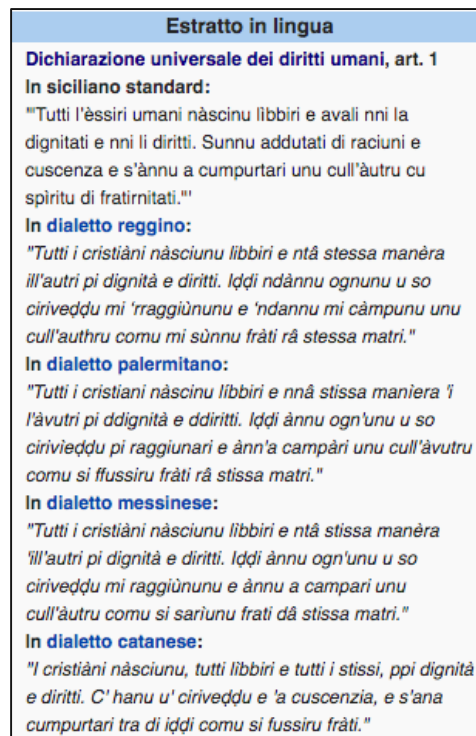 Estratto in lingua
Dichiarazione universale dei diritti umani, art. 1
In siciliano standard:
"'Tutti l'èssiri umani nàscinu lìbbiri e avali nni la
dignitati e nni li diritti. Sunnu addutati di raciuni e
cuscenza e s'ànnu a cumpurtari unu cull'àutru cu
spìritu di fratirnitati."'
In dialetto reggino:
"Tutti i cristiàni nàsciunu libbiri e ntâ stessa manèra
ill'autri pi dignità e diritti. Iḍḍi ndànnu ognunu u so
ciriveḍḍu mi ‘rraggiùnunu e ‘ndannu mi càmpunu unu
cull'authru comu mi sùnnu fràti râ stessa matri."
In dialetto palermitano:
"Tutti i cristiani nàscinu lìbbiri e nnâ stissa maniera 'i
l'àvutri pi ddignità e ddiritti. Iḍḍi ànnu ogn'unu u so
cirivieḍḍu pi raggiunari e ànn'a campàri unu cull'àvutru
comu si ffussiru fràti râ stissa matri."
In dialetto messinese:
"Tutti i cristiàni nàsciunu lìbbiri e ntâ stissa manèra
'ill'autri pi dignità e diritti. Iḍḍi ànnu ogn'unu u so
ciriveḍḍu mi raggiùnunu e ànnu a campari unu
cull'àutru comu si sarìunu frati dâ stissa matri."
In dialetto catanese:
"I cristiàni nàsciunu, tutti lìbbiri e tutti i stissi, ppi dignità
e diritti. C' hanu u' ciriveḍḍu e 'a cuscenzia, e s'ana
cumpurtari tra di iḍḍi comu si fussiru fràti."